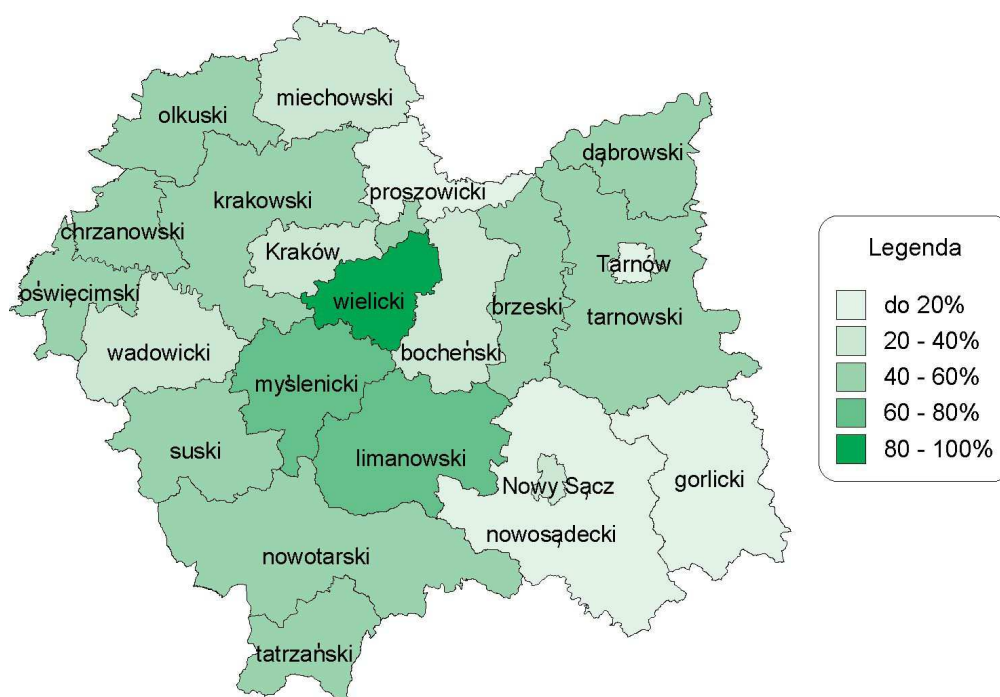 miechowski
olkuski
dąbrowski
proszowicki
krakowski
chrzanowski
Kraków
Tarnów
oświęcimski
wielicki
brzeski
tarnowski
wadowicki
bocheński
myślenicki
suski
limanowski
Nowy Sącz
gorlicki
nowosądecki
nowotarski
tatrzański
Legenda
do 20%
20 - 40%
40 - 60%
60 - 80%
80 - 100%